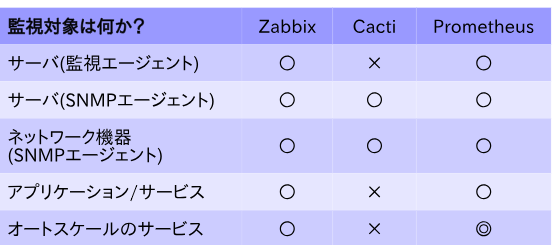 監視対象は何か？ Zabbix Cacti Prometheus
サーバ(監視エージェント) ○ × ○
サーバ(SNMPエージェント) ○ ○ ○
ネットワーク機器
(SNMPエージェント) ○ ○ ○
アプリケーション/サービス ○ × ○
オートスケールのサービス ○ × ◎